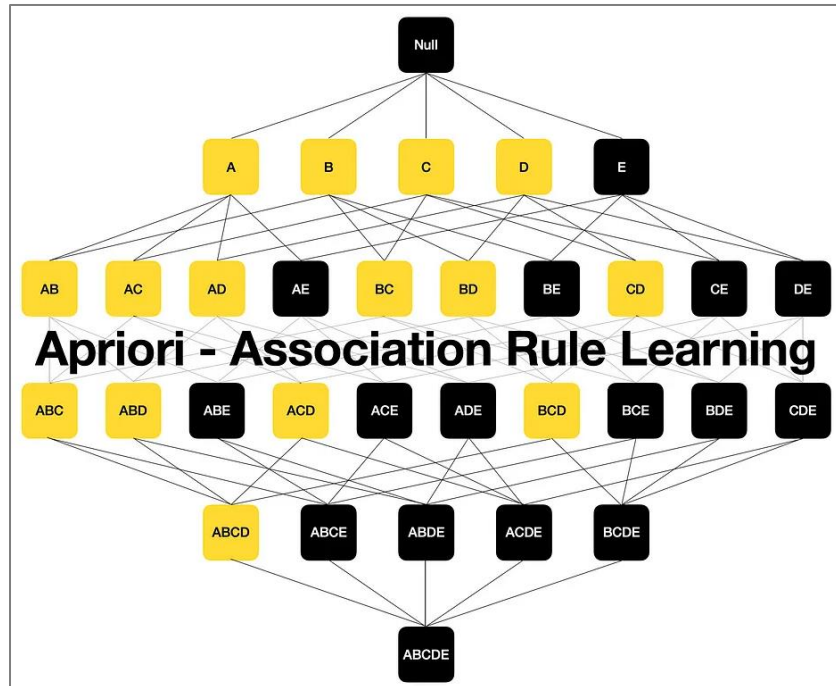 Null
A B C D E
AB AC AD AE BC BD BE CD CE DE
Apriori - Association Rule Learning
ABC ABD ABE ACD ACE ADE BCD BCE BDE CDE
ABCD ABCE ABDE ACDE BCDE
ABCDE